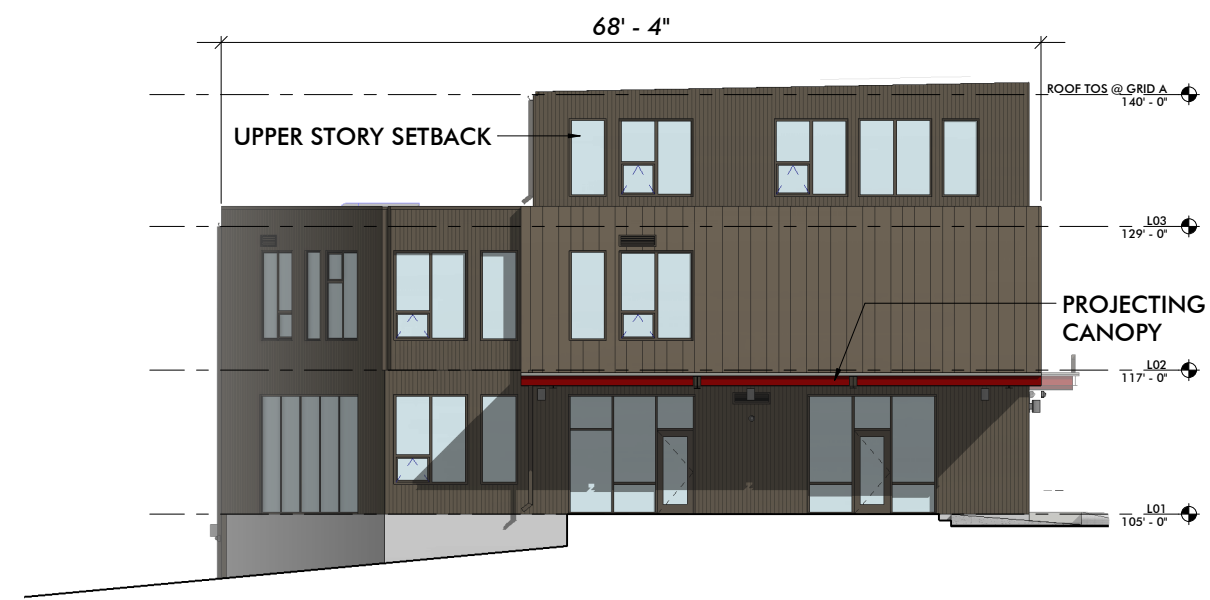 68' - 4"
ROOF TOS @ GRID A
140' - 0"
UPPER STORY SETBACK
L03
129' - 0"
PROJECTING
CANOPY
L02
117' - 0"
L01
105' - 0"